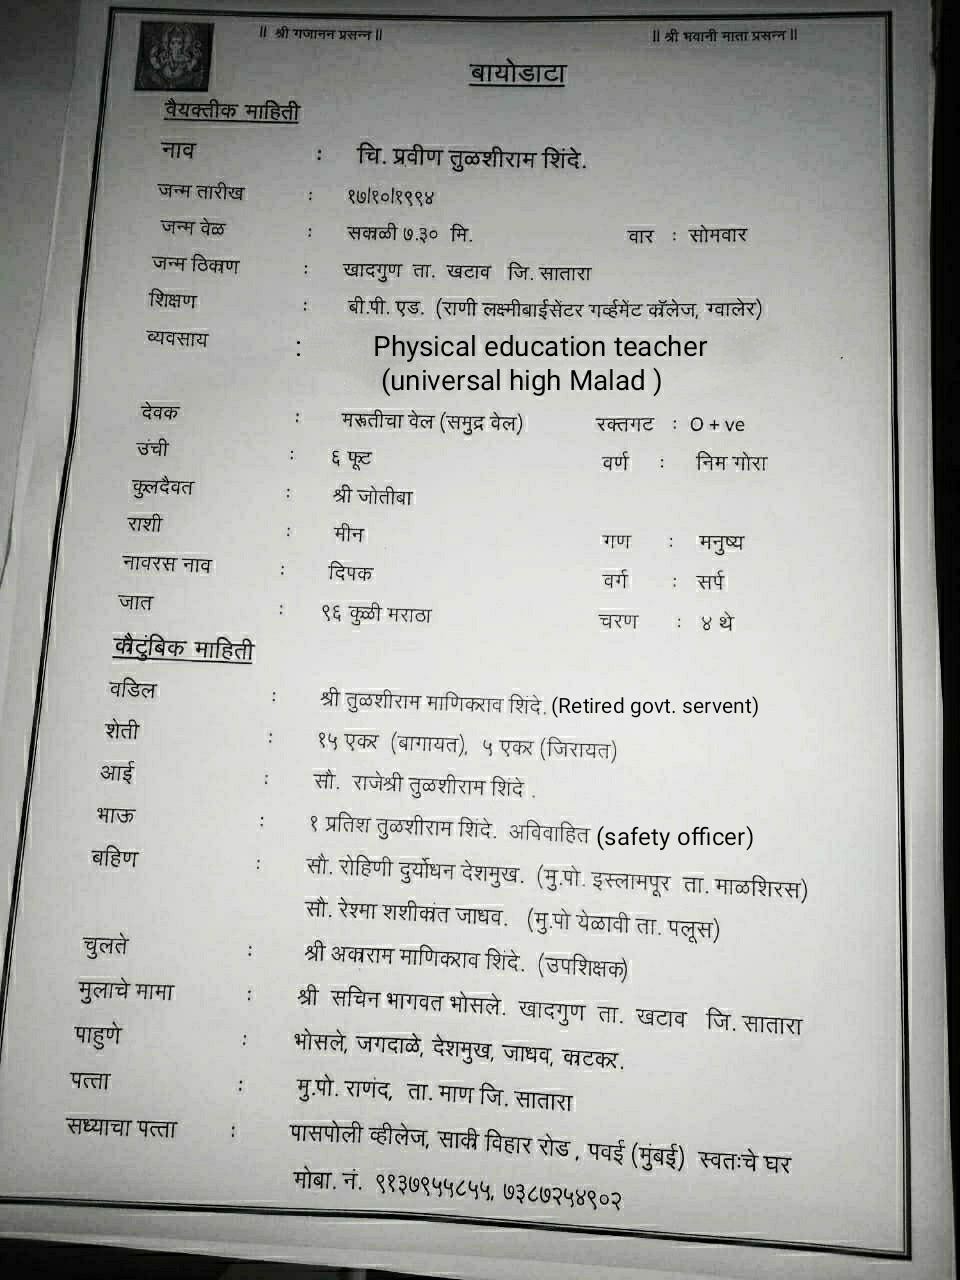 ॥ श्री गजानन प्रसन्न ॥ ॥ श्री भवानी माता प्रसन्न ॥
बायोडाटा
वैयक्तीक माहिती
नाव : चि. प्रवीण तुळशीराम शिंदे.
जन्म तारीख : १७/१०/१९९४
जन्म वेळ : सकाळी ७.३० मि. वार : सोमवार
जन्म ठिकाण : खादगुण ता. खटाव जि. सातारा
शिक्षण : बी.पी. एड. (राणी लक्ष्मीबाईसेंटर गर्व्हमेंट कॉलेज, ग्वालेर)
व्यवसाय : Physical education teacher
(universal high Malad )
देवक : मरूतीचा वेल (समुद्र वेल) रक्तगट : O + ve
उंची : ६ फूट वर्ण : निम गोरा
कुलदैवत : श्री जोतीबा
राशी : मीन गण : मनुष्य
नावरस नाव : दिपक वर्ग : सर्प
जात : ९६ कुळी मराठा चरण : ४ थे
कौटुंबिक माहिती
वडिल : श्री तुळशीराम माणिकराव शिंदे. (Retired govt. servent)
शेती : १५ एकर (बागायत), ५ एकर (जिरायत)
आई : सौ. राजेश्री तुळशीराम शिंदे .
भाऊ : १ प्रतिश तुळशीराम शिंदे. अविवाहित (safety officer)
बहिण : सौ. रोहिणी दुर्योधन देशमुख. (मु.पो. इस्लामपूर ता. माळशिरस)
सौ. रेश्मा शशीकांत जाधव. (मु.पो येळावी ता. पलूस)
चुलते : श्री अकाराम माणिकराव शिंदे. (उपशिक्षक)
मुलाचे मामा : श्री सचिन भागवत भोसले. खादगुण ता. खटाव जि. सातारा
पाहुणे : भोसले, जगदाळे, देशमुख, जाधव, काटकर.
पत्ता : मु.पो. राणंद, ता. माण जि. सातारा
सध्याचा पत्ता : पासपोली व्हीलेज, साकी विहार रोड , पवई (मुंबई) स्वतःचे घर
मोबा. नं. ९१३७९५५८५५, ७३८७२५४९०२